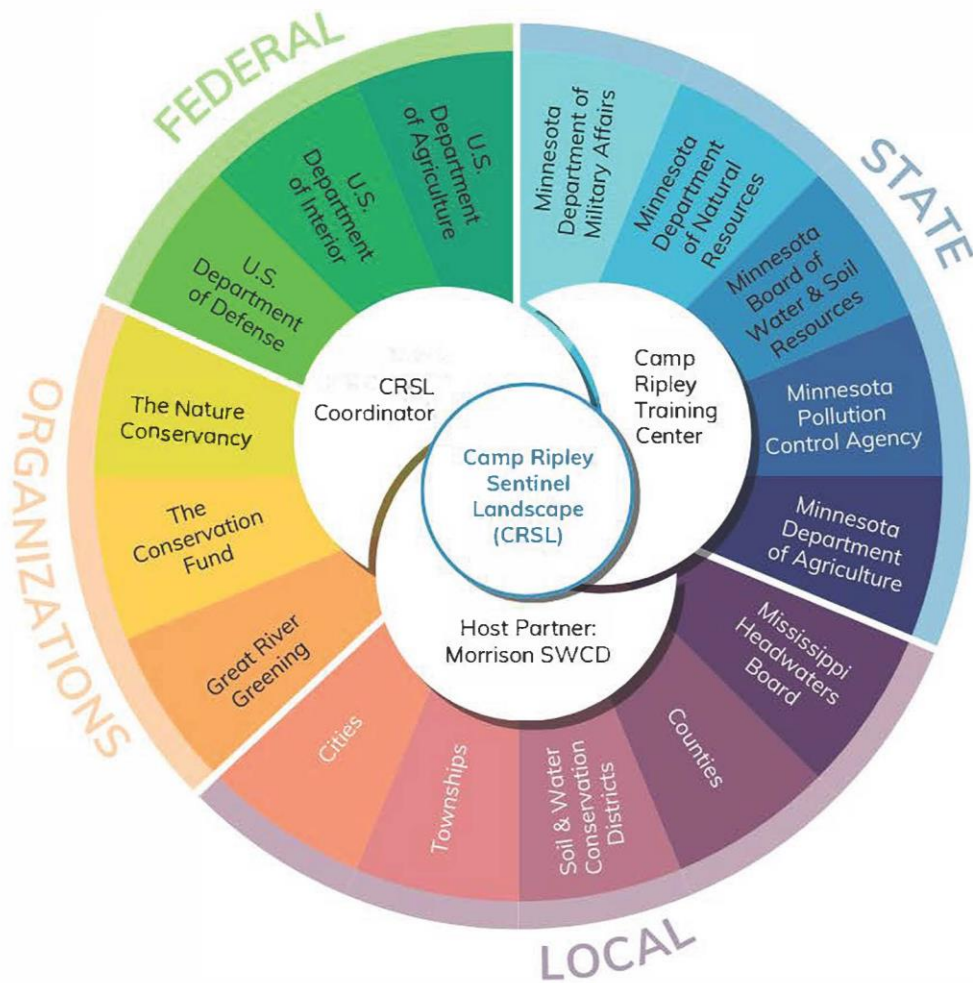 FEDERAL
U.S.
Department
of Defense
U.S.
Department
of Interior
U.S.
Department
of Agriculture
STATE
Minnesota
Department of
Military Affairs
Minnesota
Department
of Natural
Resources
Minnesota
Board of
Water & Soil
Resources
Minnesota
Pollution
Control Agency
Minnesota
Department
of Agriculture
LOCAL
Mississippi
Headwaters
Board
Counties
Soil & Water
Conservation
Districts
Townships
Cities
ORGANIZATIONS
Great River
Greening
The
Conservation
Fund
The Nature
Conservancy
CRSL
Coordinator
Camp
Ripley
Training
Center
Camp Ripley
Sentinel
Landscape
(CRSL)
Host Partner:
Morrison SWCD